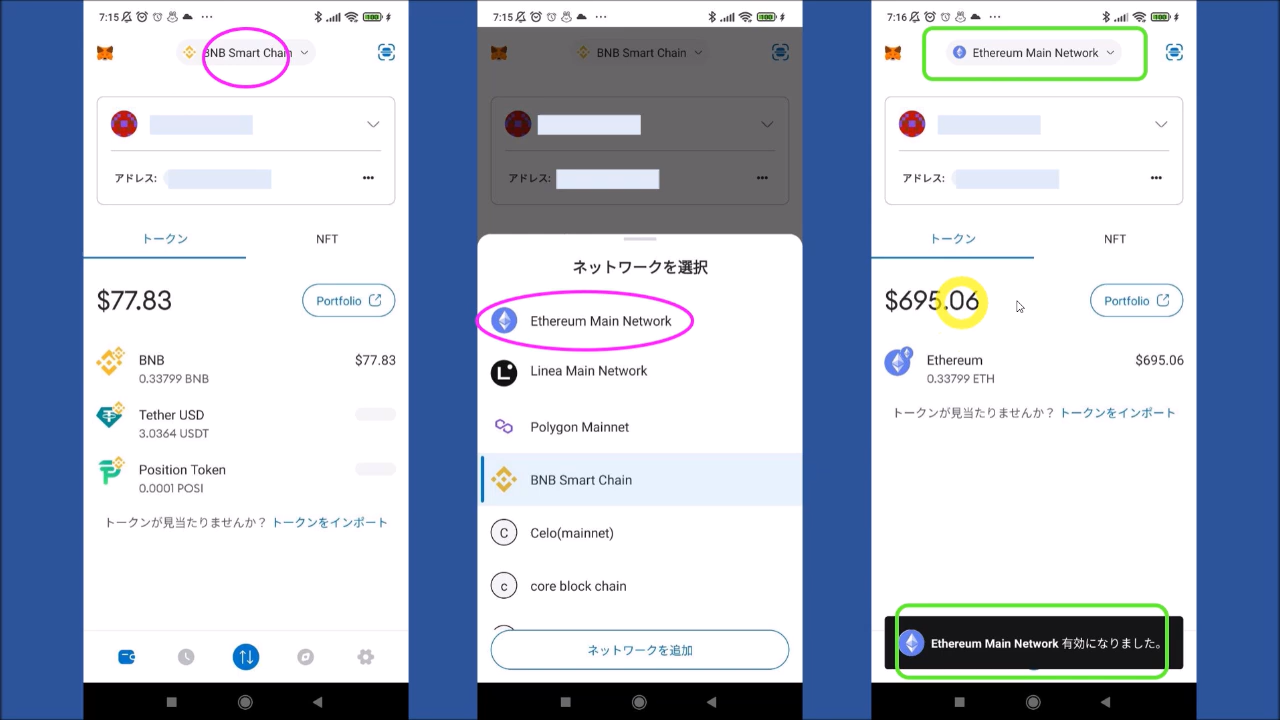 7:15
BNB Smart Chain
アドレス:
トークン
NFT
$77.83
Portfolio
BNB
$77.83
0.33799 BNB
Tether USD
3.0364 USDT
Position Token
0.0001 POSI
トークンが見当たりませんか？ トークンをインポート
7:15
BNB Smart Chain
アドレス:
ネットワークを選択
Ethereum Main Network
Linea Main Network
Polygon Mainnet
BNB Smart Chain
C
Celo(mainnet)
c
core block chain
ネットワークを追加
7:16
Ethereum Main Network
アドレス:
トークン
NFT
$695.06
Portfolio
Ethereum
$695.06
0.33799 ETH
トークンが見当たりませんか？ トークンをインポート
Ethereum Main Network 有効になりました。